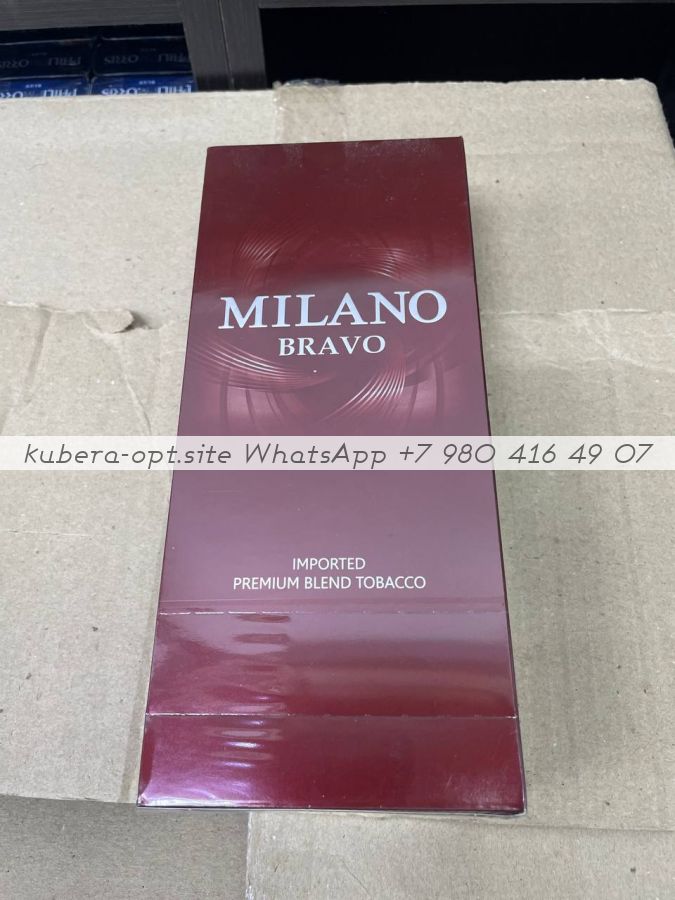 MILANO
BRAVO
kubera-opt.site WhatsApp +7 980 416 49 07
IMPORTED
PREMIUM BLEND TOBACCO